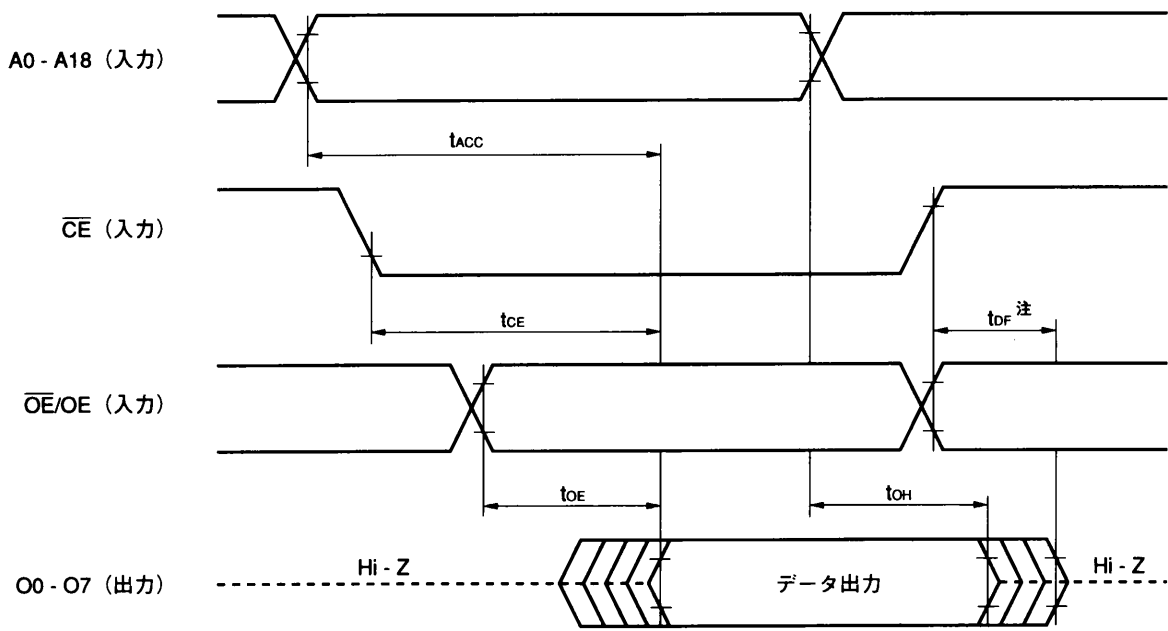 A0 - A18（入力）
tACC
CE（入力）
tCE
tDF 注
OE/OE（入力）
tOE
tOH
Hi - Z
Hi - Z
O0 - O7（出力）
データ出力